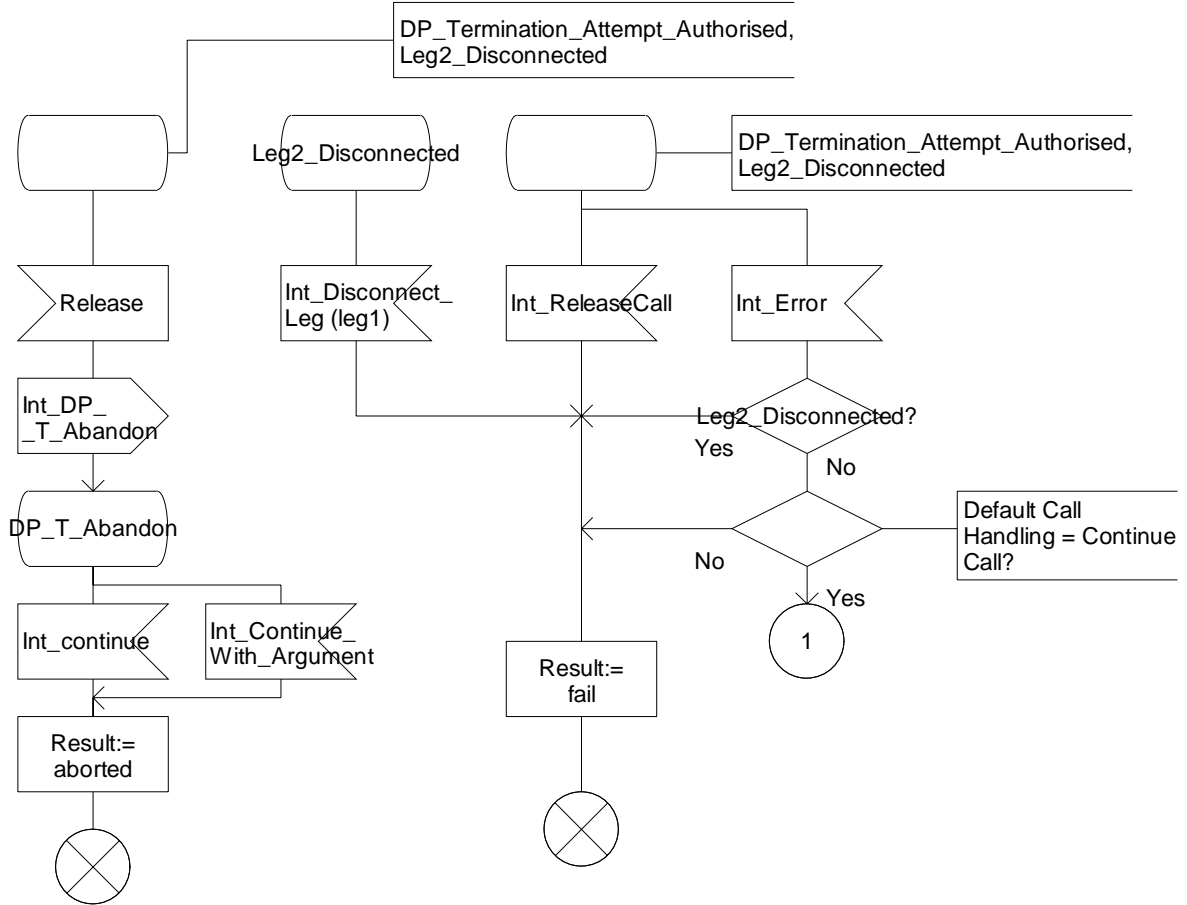 DP_Termination_Attempt_Authorised,
Leg2_Disconnected
Leg2_Disconnected
DP_Termination_Attempt_Authorised,
Leg2_Disconnected
Release
Int_Disconnect_
Leg (leg1)
Int_ReleaseCall
Int_Error
Int_DP_
_T_Abandon
Leg2_Disconnected?
Yes
No
DP_T_Abandon
Default Call
Handling = Continue
Call?
No
Yes
Int_continue
Int_Continue_
With_Argument
1
Result:=
fail
Result:=
aborted